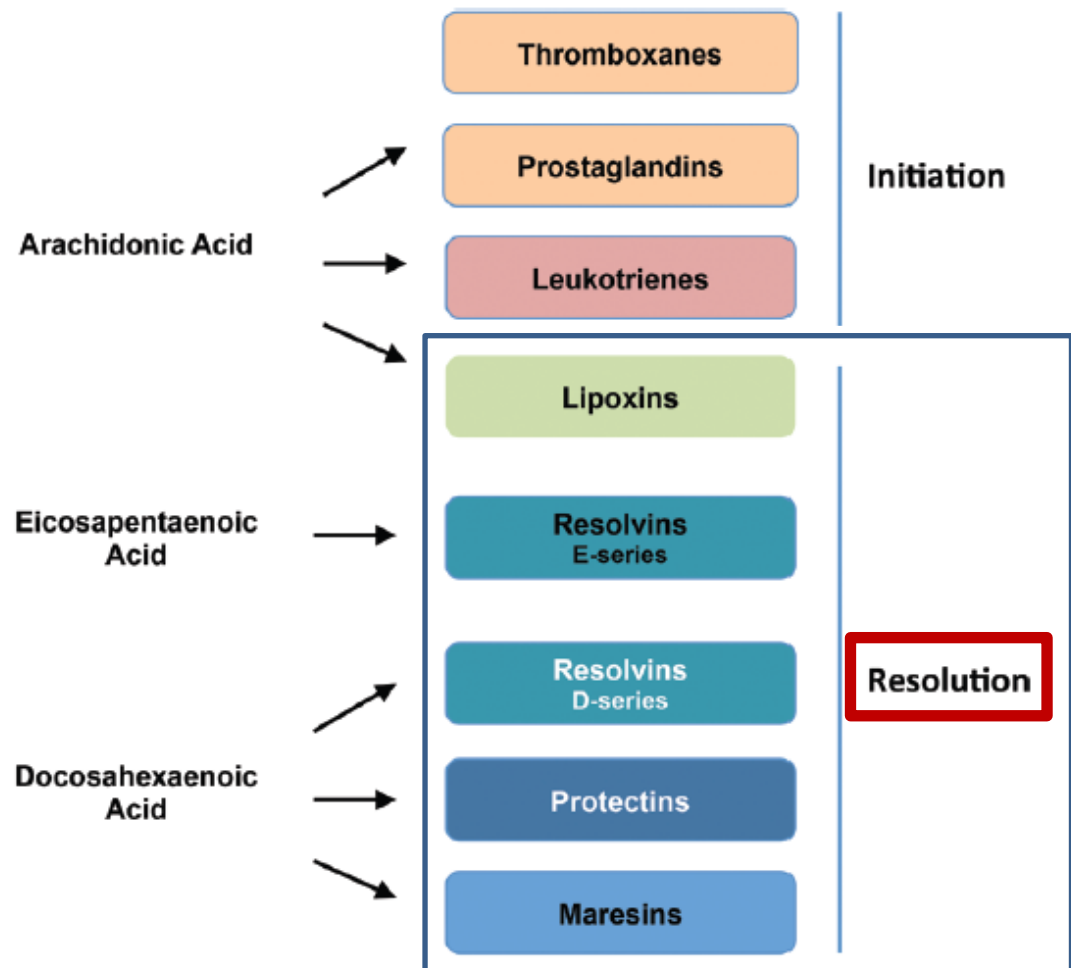 Thromboxanes
Prostaglandins
Initiation
Arachidonic Acid
Leukotrienes
Lipoxins
Eicosapentaenoic
Acid
Resolvins
E-series
Resolvins
D-series
Resolution
Docosahexaenoic
Acid
Protectins
Maresins